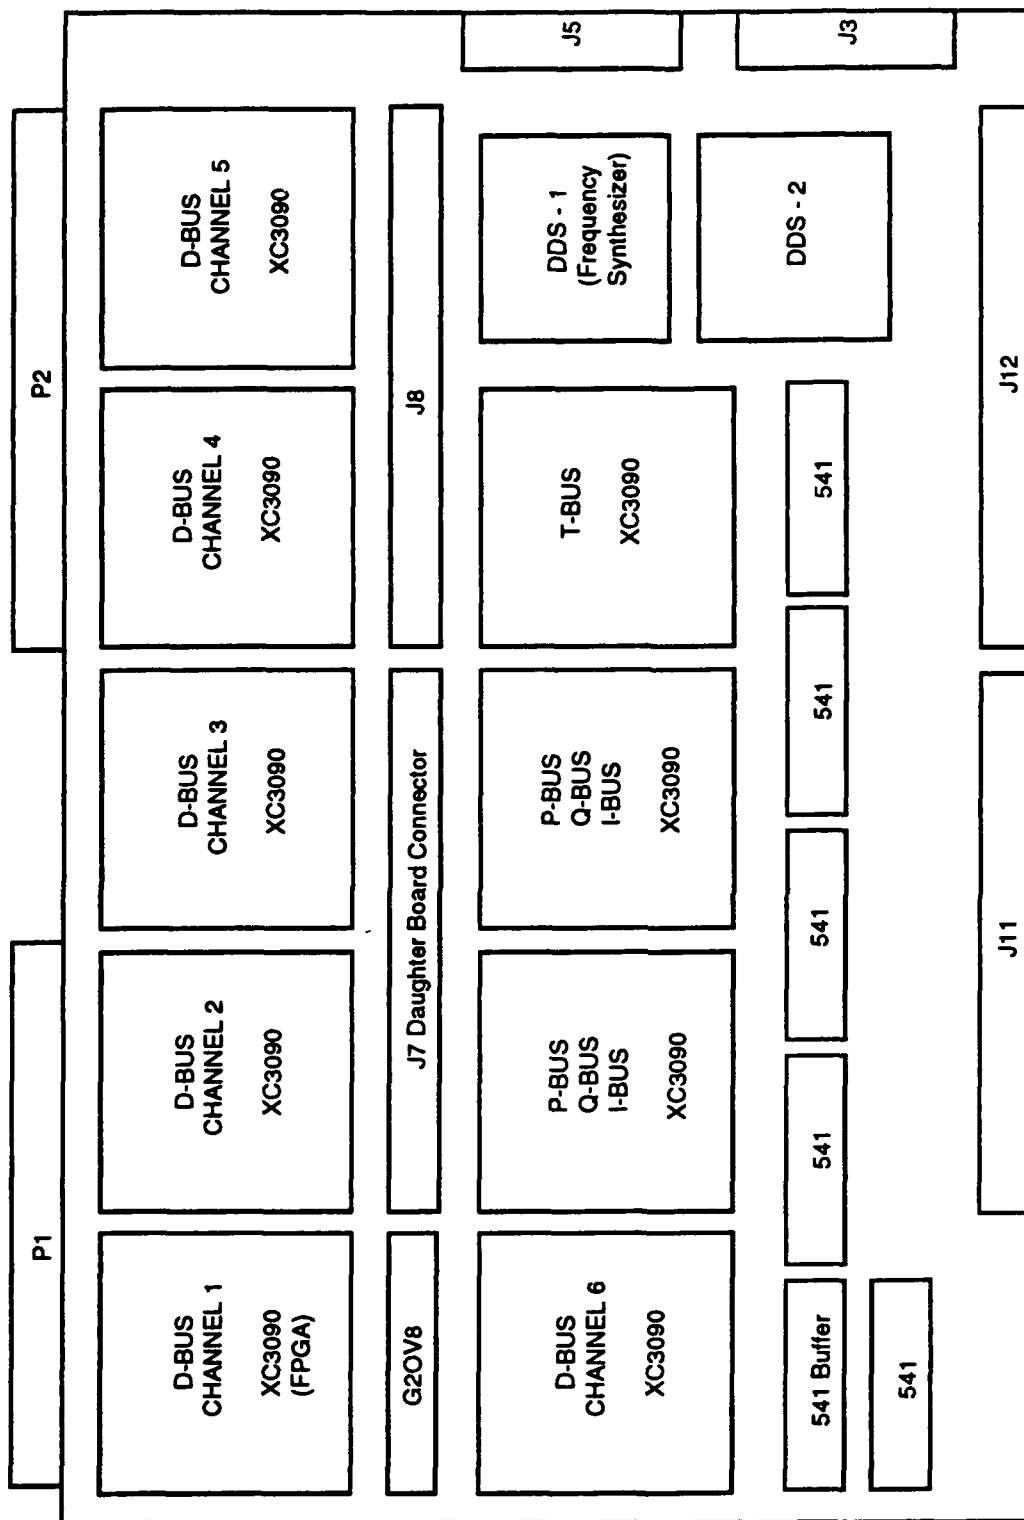 P1
P2
D-BUS
CHANNEL 1
XC3090
(FPGA)
D-BUS
CHANNEL 2
XC3090
D-BUS
CHANNEL 3
XC3090
D-BUS
CHANNEL 4
XC3090
D-BUS
CHANNEL 5
XC3090
G2OV8
J7 Daughter Board Connector
J8
J5
D-BUS
CHANNEL 6
XC3090
P-BUS
Q-BUS
I-BUS
XC3090
P-BUS
Q-BUS
I-BUS
XC3090
T-BUS
XC3090
DDS - 1
(Frequency
Synthesizer)
DDS - 2
J3
541 Buffer
541
541
541
541
541
J11
J12